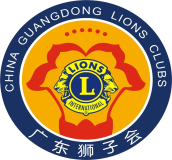 CHINA GUANGDONG LIONS CLUBS
LIONS
L
INTERNATIONAL
广东狮子会